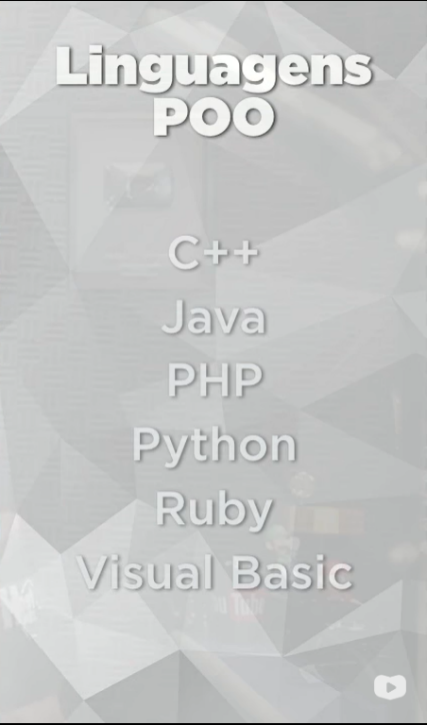 Linguagens
POO
C++
Java
PHP
Python
Ruby
Visual Basic